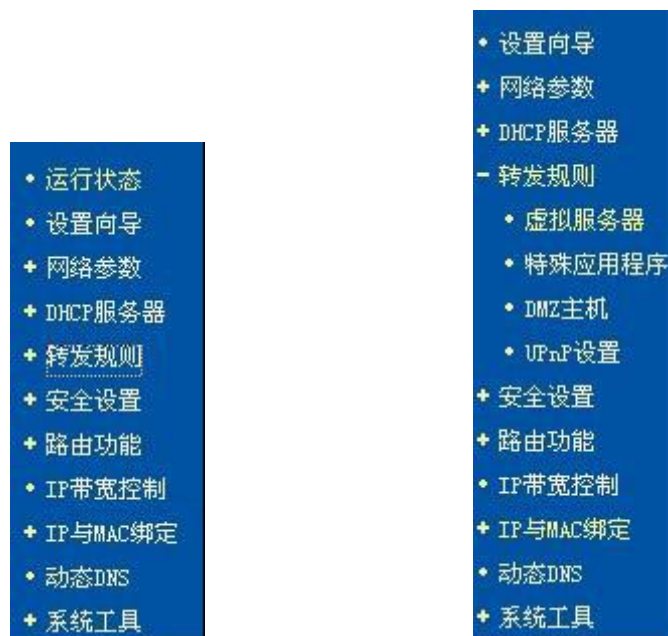 运行状态
设置向导
网络参数
DHCP服务器
转发规则
安全设置
路由功能
IP带宽控制
IP与MAC绑定
动态DNS
系统工具
设置向导
网络参数
DHCP服务器
转发规则
虚拟服务器
特殊应用程序
DMZ主机
UPnP设置
安全设置
路由功能
IP带宽控制
IP与MAC绑定
动态DNS
系统工具